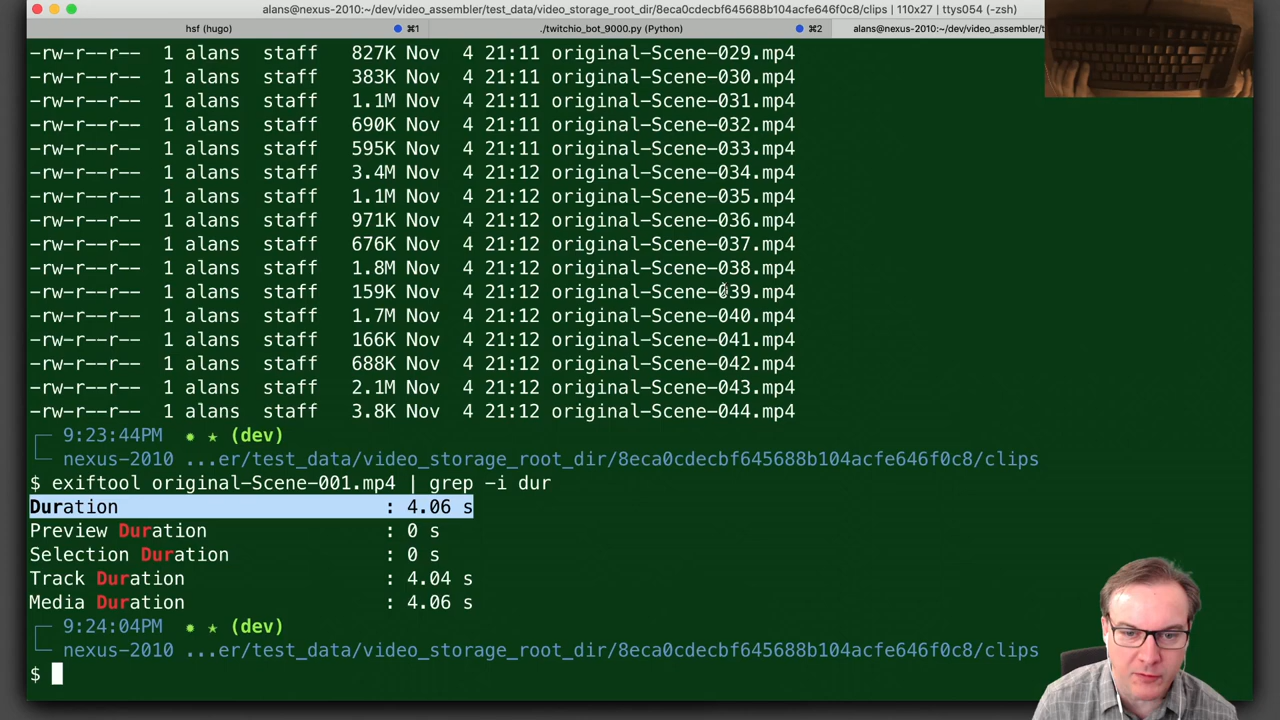 alans@nexus-2010:~/dev/video_assembler/test_data/video_storage_root_dir/8eca0cdecbf645688b104acfe646f0c8/clips | 110x27 | ttys054 (-zsh)
hsf (hugo) ⌘1 ./twitchio_bot_9000.py (Python) ⌘2 alans@nexus-2010:~/dev/video_assembler/t
-rw-r--r-- 1 alans staff 827K Nov 4 21:11 original-Scene-029.mp4
-rw-r--r-- 1 alans staff 383K Nov 4 21:11 original-Scene-030.mp4
-rw-r--r-- 1 alans staff 1.1M Nov 4 21:11 original-Scene-031.mp4
-rw-r--r-- 1 alans staff 690K Nov 4 21:11 original-Scene-032.mp4
-rw-r--r-- 1 alans staff 595K Nov 4 21:11 original-Scene-033.mp4
-rw-r--r-- 1 alans staff 3.4M Nov 4 21:12 original-Scene-034.mp4
-rw-r--r-- 1 alans staff 1.1M Nov 4 21:12 original-Scene-035.mp4
-rw-r--r-- 1 alans staff 971K Nov 4 21:12 original-Scene-036.mp4
-rw-r--r-- 1 alans staff 676K Nov 4 21:12 original-Scene-037.mp4
-rw-r--r-- 1 alans staff 1.8M Nov 4 21:12 original-Scene-038.mp4
-rw-r--r-- 1 alans staff 159K Nov 4 21:12 original-Scene-039.mp4
-rw-r--r-- 1 alans staff 1.7M Nov 4 21:12 original-Scene-040.mp4
-rw-r--r-- 1 alans staff 166K Nov 4 21:12 original-Scene-041.mp4
-rw-r--r-- 1 alans staff 688K Nov 4 21:12 original-Scene-042.mp4
-rw-r--r-- 1 alans staff 2.1M Nov 4 21:12 original-Scene-043.mp4
-rw-r--r-- 1 alans staff 3.8K Nov 4 21:12 original-Scene-044.mp4
9:23:44PM ★ (dev)
nexus-2010 ...er/test_data/video_storage_root_dir/8eca0cdecbf645688b104acfe646f0c8/clips
$ exiftool original-Scene-001.mp4 | grep -i dur
Duration : 4.06 s
Preview Duration : 0 s
Selection Duration : 0 s
Track Duration : 4.04 s
Media Duration : 4.06 s
9:24:04PM ★ (dev)
nexus-2010 ...er/test_data/video_storage_root_dir/8eca0cdecbf645688b104acfe646f0c8/clips
$